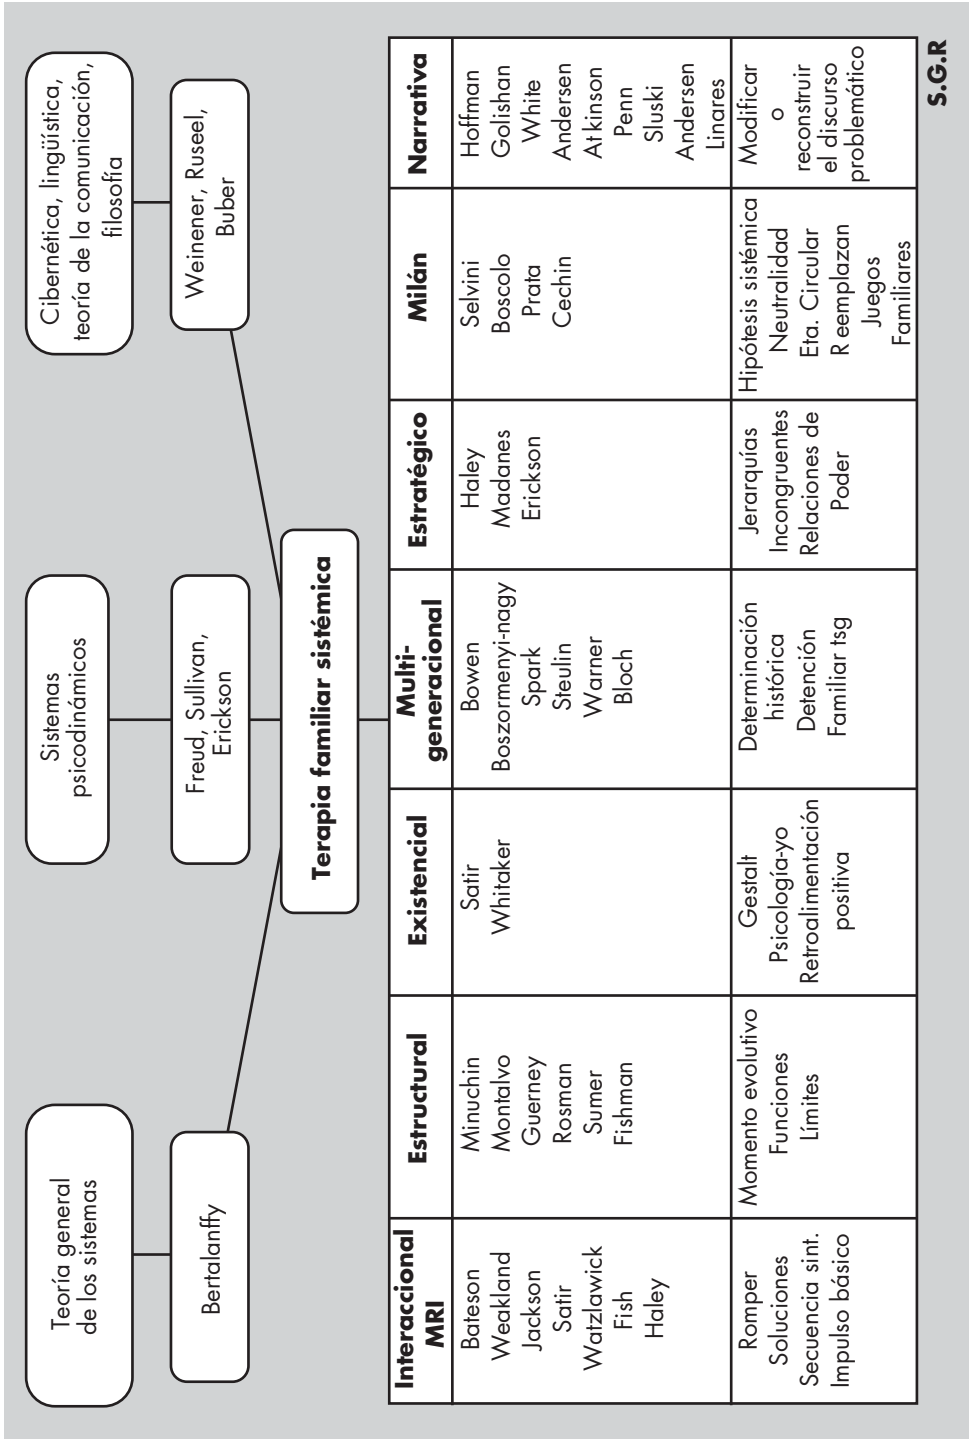 Teoría general
de los sistemas
Bertalanffy
Sistemas
psicodinámicos
Freud, Sullivan,
Erickson
Cibernética, lingüística,
teoría de la comunicación,
filosofía
Weinener, Ruseel,
Buber
Terapia familiar sistémica
Interaccional
MRI
Estructural
Existencial
Multi-
generacional
Estratégico
Milán
Narrativa
Bateson
Weakland
Jackson
Satir
Watzlawick
Fish
Haley
Minuchin
Montalvo
Guerney
Rosman
Sumer
Fishman
Satir
Whitaker
Bowen
Boszormenyi-nagy
Spark
Steulin
Warner
Bloch
Haley
Madanes
Erickson
Selvini
Boscolo
Prata
Cechin
Hoffman
Golishan
White
Andersen
Atkinson
Penn
Sluski
Andersen
Linares
Romper
Soluciones
Secuencia sint.
Impulso básico
Momento evolutivo
Funciones
Límites
Gestalt
Psicología-yo
Retroalimentación
positiva
Determinación
histórica
Detención
Familiar tsg
Jerarquías
Incongruentes
Relaciones de
Poder
Hipótesis sistémica
Neutralidad
Eta. Circular
R eemplazan
Juegos
Familiares
Modificar
o
reconstruir
el discurso
problemático
S.G.R